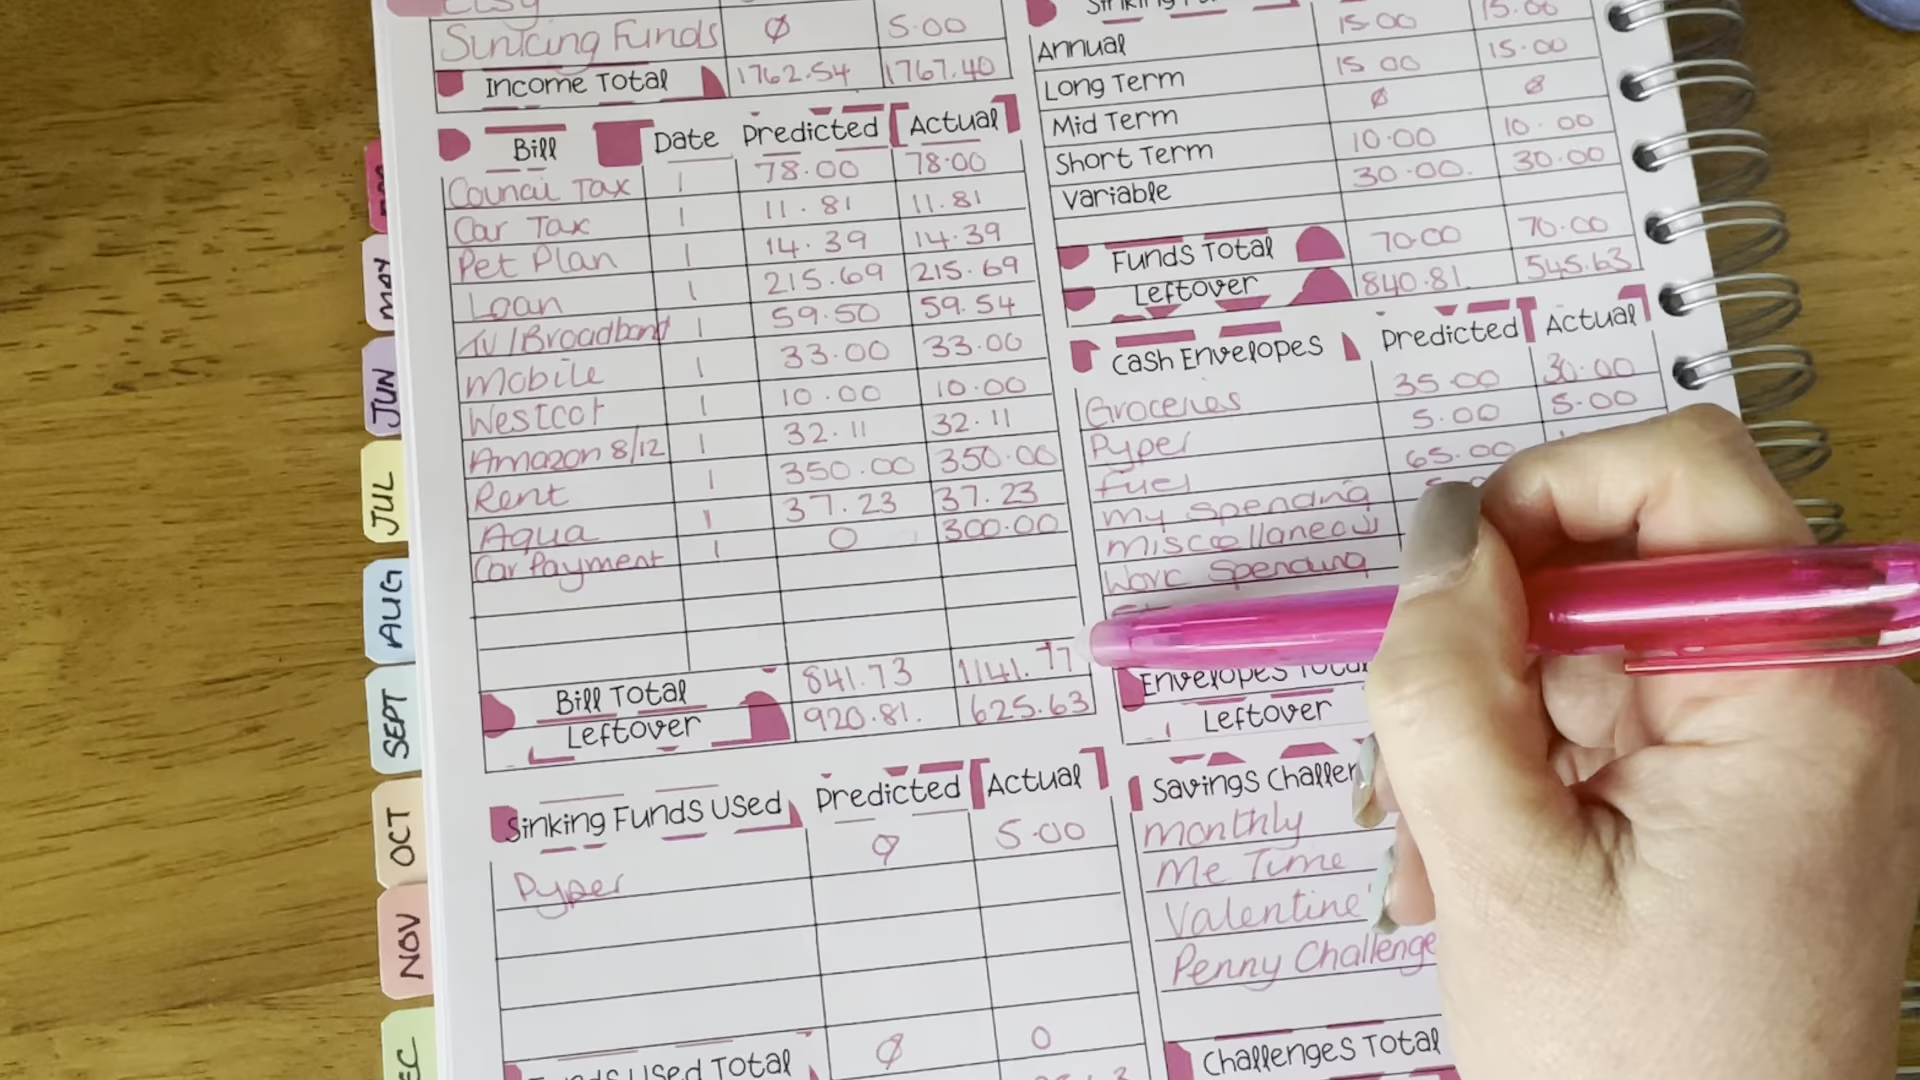 Sinking Funds Ø 5.00
Income Total 1762.54 1767.40
Bill Date Predicted Actual
Council Tax 1 78.00 78.00
Car Tax 1 11.81 11.81
Pet Plan 1 14.39 14.39
Loan 1 215.69 215.69
TV/Broadband 1 59.50 59.54
Mobile 1 33.00 33.00
Westcot 1 10.00 10.00
Amazon 8/12 1 32.11 32.11
Rent 1 350.00 350.00
Aqua 1 37.23 37.23
Car Payment 1 0 300.00
Bill Total 841.73 1141.77
Leftover 920.81. 625.63
Sinking Funds Used Predicted Actual
Pyper Ø 5.00
Used Total Ø 0
15.00 15.00
Annual 15.00 15.00
Long Term Ø Ø
Mid Term 10.00 10.00
Short Term 30.00. 30.00
Variable
Funds Total 70.00 70.00
Leftover 840.81. 545.63
Cash Envelopes Predicted Actual
Groceries 35.00 30.00
Pyper 5.00 5.00
Fuel 65.00
My Spending
Miscellaneous
Work Spending
Envelopes Total
Leftover
Savings
Monthly
Me Time
Valentine'
Penny Challenge
Challenges Total
MAY
JUN
JUL
AUG
SEPT
OCT
NOV